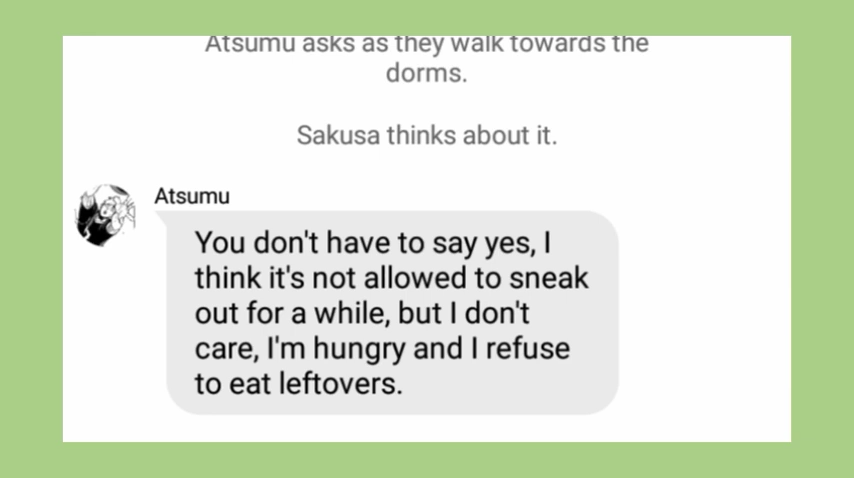 Atsumu asks as they walk towards the
dorms.
Sakusa thinks about it.
Atsumu
You don't have to say yes, I
think it's not allowed to sneak
out for a while, but I don't
care, I'm hungry and I refuse
to eat leftovers.